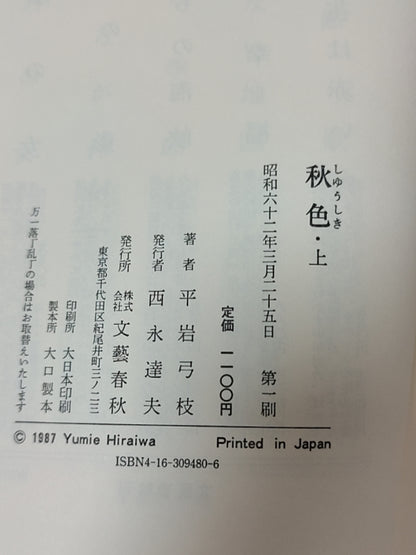 しゅうしき
秋色・上
昭和六十二年三月二十五日 第一刷
定価 一一〇〇円
著者 平岩弓枝
発行者 西永達夫
発行所 株式会社 文藝春秋
東京都千代田区紀尾井町三ノ二三
印刷所 大日本印刷
製本所 大口製本
万一落丁乱丁の場合はお取替えいたします
© 1987 Yumie Hiraiwa Printed in Japan
ISBN4-16-309480-6